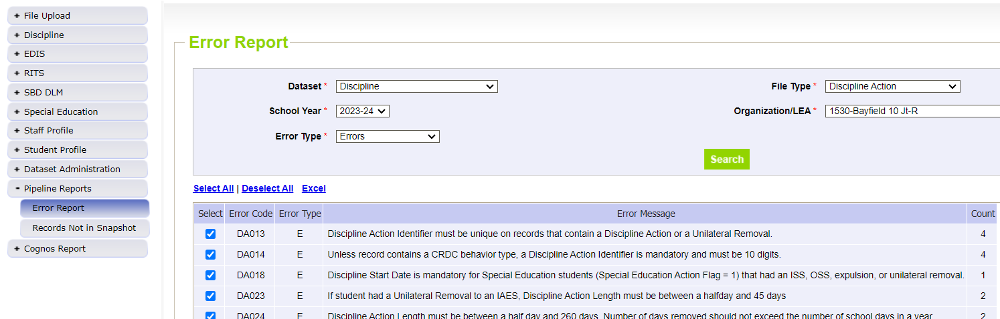 + File Upload
+ Discipline
+ EDIS
+ RITS
+ SBD DLM
+ Special Education
+ Staff Profile
+ Student Profile
+ Dataset Administration
- Pipeline Reports
Error Report
Records Not in Snapshot
+ Cognos Report
Error Report
Dataset * Discipline
File Type * Discipline Action
School Year * 2023-24
Organization/LEA * 1530-Bayfield 10 Jt-R
Error Type * Errors
Search
Select All | Deselect All Excel
Select Error Code Error Type Error Message Count
DA013 E Discipline Action Identifier must be unique on records that contain a Discipline Action or a Unilateral Removal. 4
DA014 E Unless record contains a CRDC behavior type, a Discipline Action Identifier is mandatory and must be 10 digits. 4
DA018 E Discipline Start Date is mandatory for Special Education students (Special Education Action Flag = 1) that had an ISS, OSS, expulsion, or unilateral removal. 1
DA023 E If student had a Unilateral Removal to an IAES, Discipline Action Length must be between a halfday and 45 days 2
DA024 E Discipline Action Length must be between a half day and 260 days. Number of days removed should not exceed the number of school days in a year 2